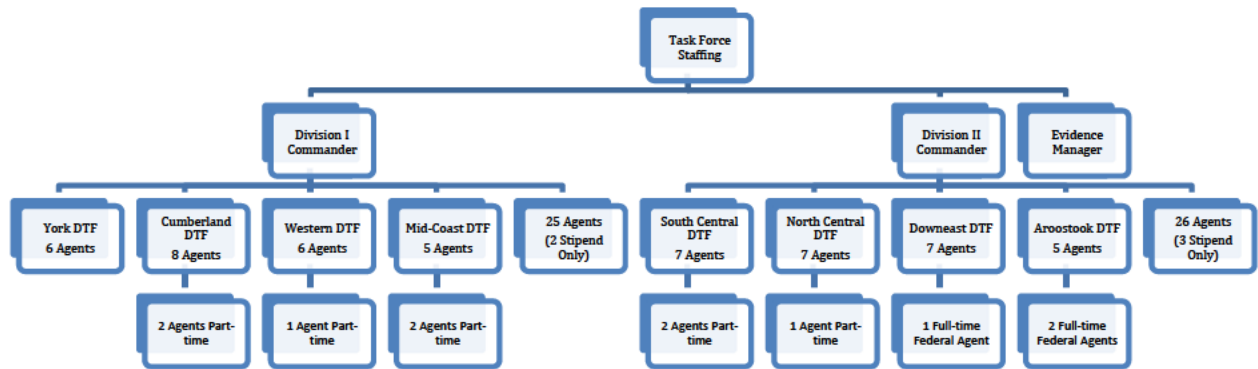 Task Force
Staffing
Division I
Commander
Division II
Commander
Evidence
Manager
York DTF
6 Agents
Cumberland
DTF
8 Agents
Western DTF
6 Agents
Mid-Coast DTF
5 Agents
25 Agents
(2 Stipend
Only)
South Central
DTF
7 Agents
North Central
DTF
7 Agents
Downeast DTF
7 Agents
Aroostook DTF
5 Agents
26 Agents
(3 Stipend
Only)
2 Agents Part-
time
1 Agent Part-
time
2 Agents Part-
time
2 Agents Part-
time
1 Agent Part-
time
1 Full-time
Federal Agent
2 Full-time
Federal Agents